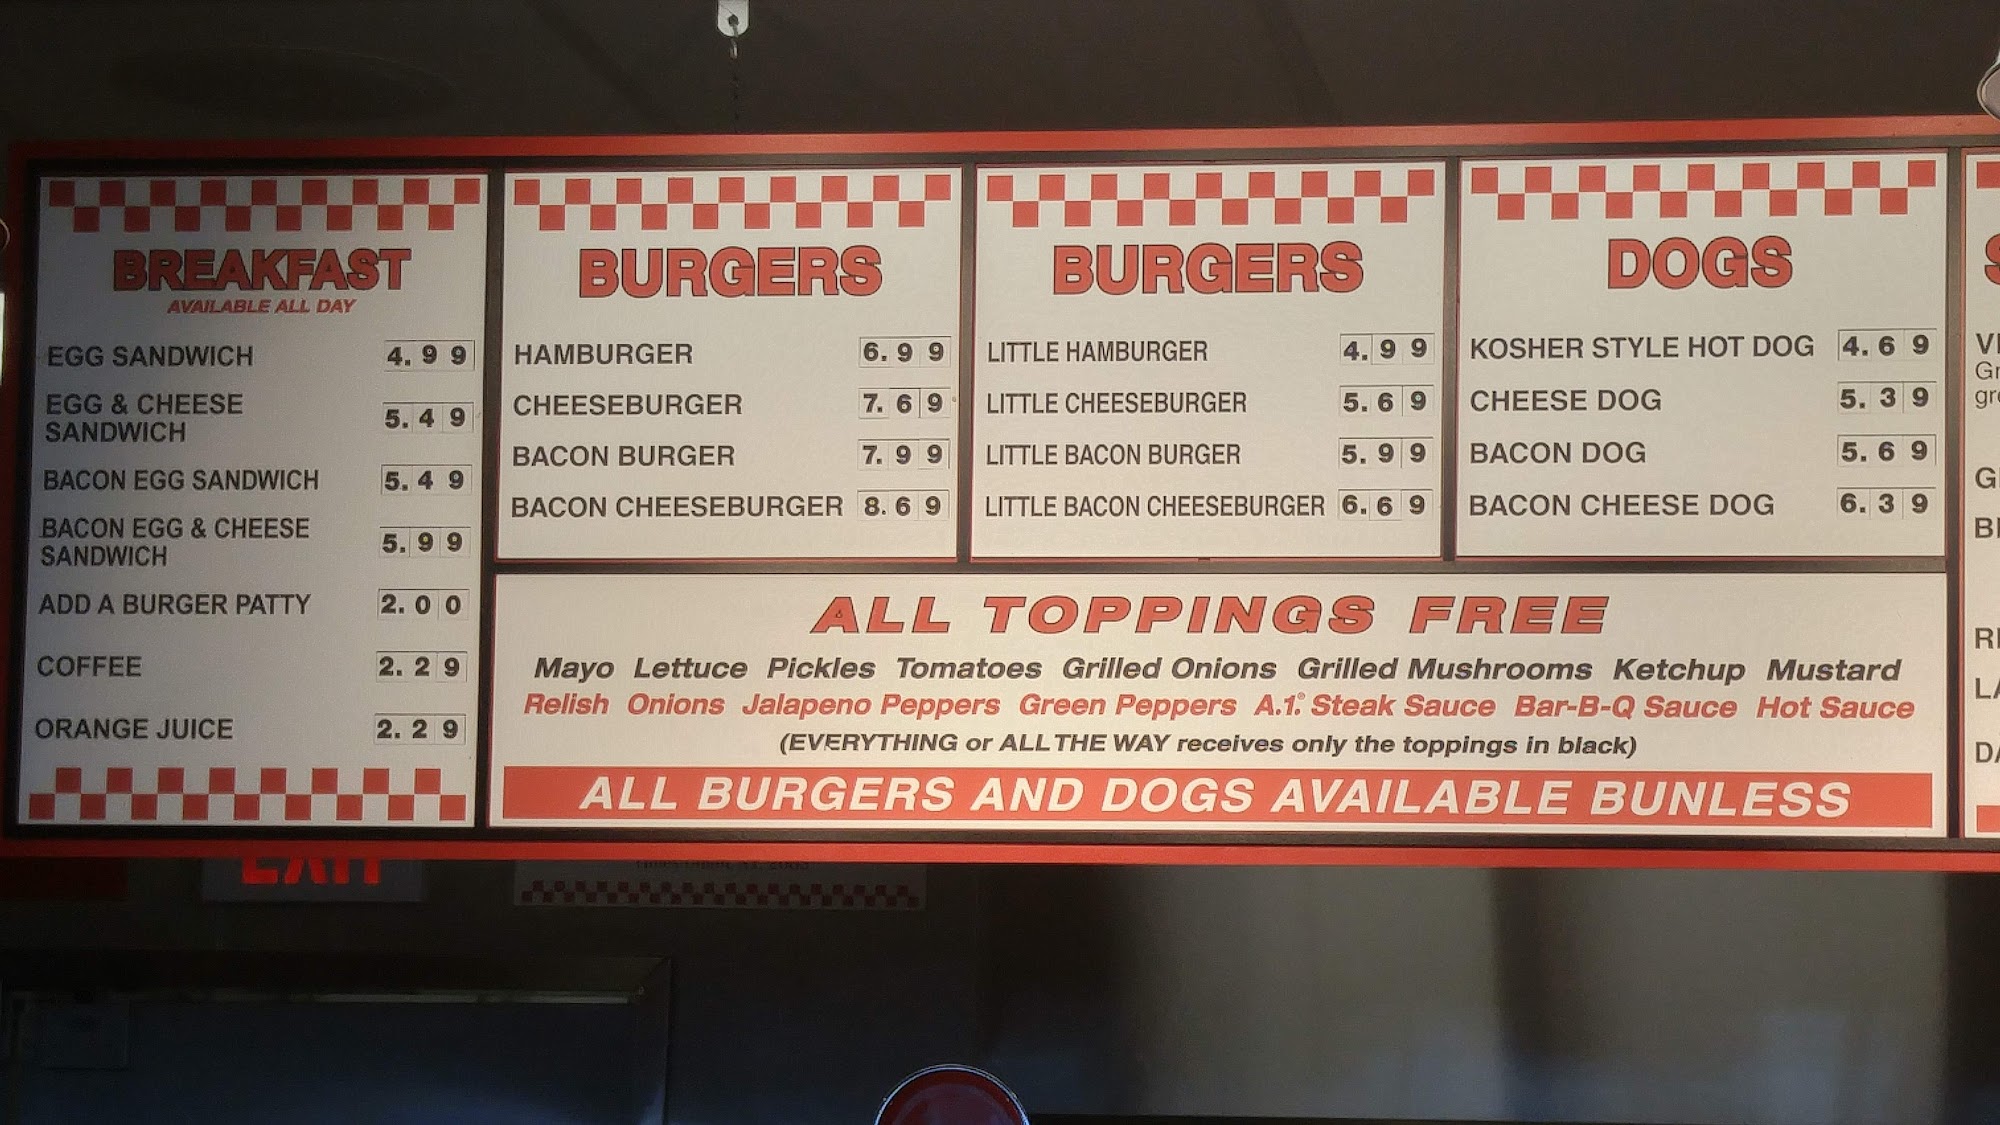 BREAKFAST
AVAILABLE ALL DAY
EGG SANDWICH 4.99
EGG & CHEESE
SANDWICH 5.49
BACON EGG SANDWICH 5.49
BACON EGG & CHEESE
SANDWICH 5.99
ADD A BURGER PATTY 2.00
COFFEE 2.29
ORANGE JUICE 2.29
BURGERS
HAMBURGER 6.99
CHEESEBURGER 7.69
BACON BURGER 7.99
BACON CHEESEBURGER 8.69
BURGERS
LITTLE HAMBURGER 4.99
LITTLE CHEESEBURGER 5.69
LITTLE BACON BURGER 5.99
LITTLE BACON CHEESEBURGER 6.69
DOGS
KOSHER STYLE HOT DOG 4.69
CHEESE DOG 5.39
BACON DOG 5.69
BACON CHEESE DOG 6.39
ALL TOPPINGS FREE
Mayo Lettuce Pickles Tomatoes Grilled Onions Grilled Mushrooms Ketchup Mustard
Relish Onions Jalapeno Peppers Green Peppers A.1.® Steak Sauce Bar-B-Q Sauce Hot Sauce
(EVERYTHING or ALL THE WAY receives only the toppings in black)
ALL BURGERS AND DOGS AVAILABLE BUNLESS
EXIT